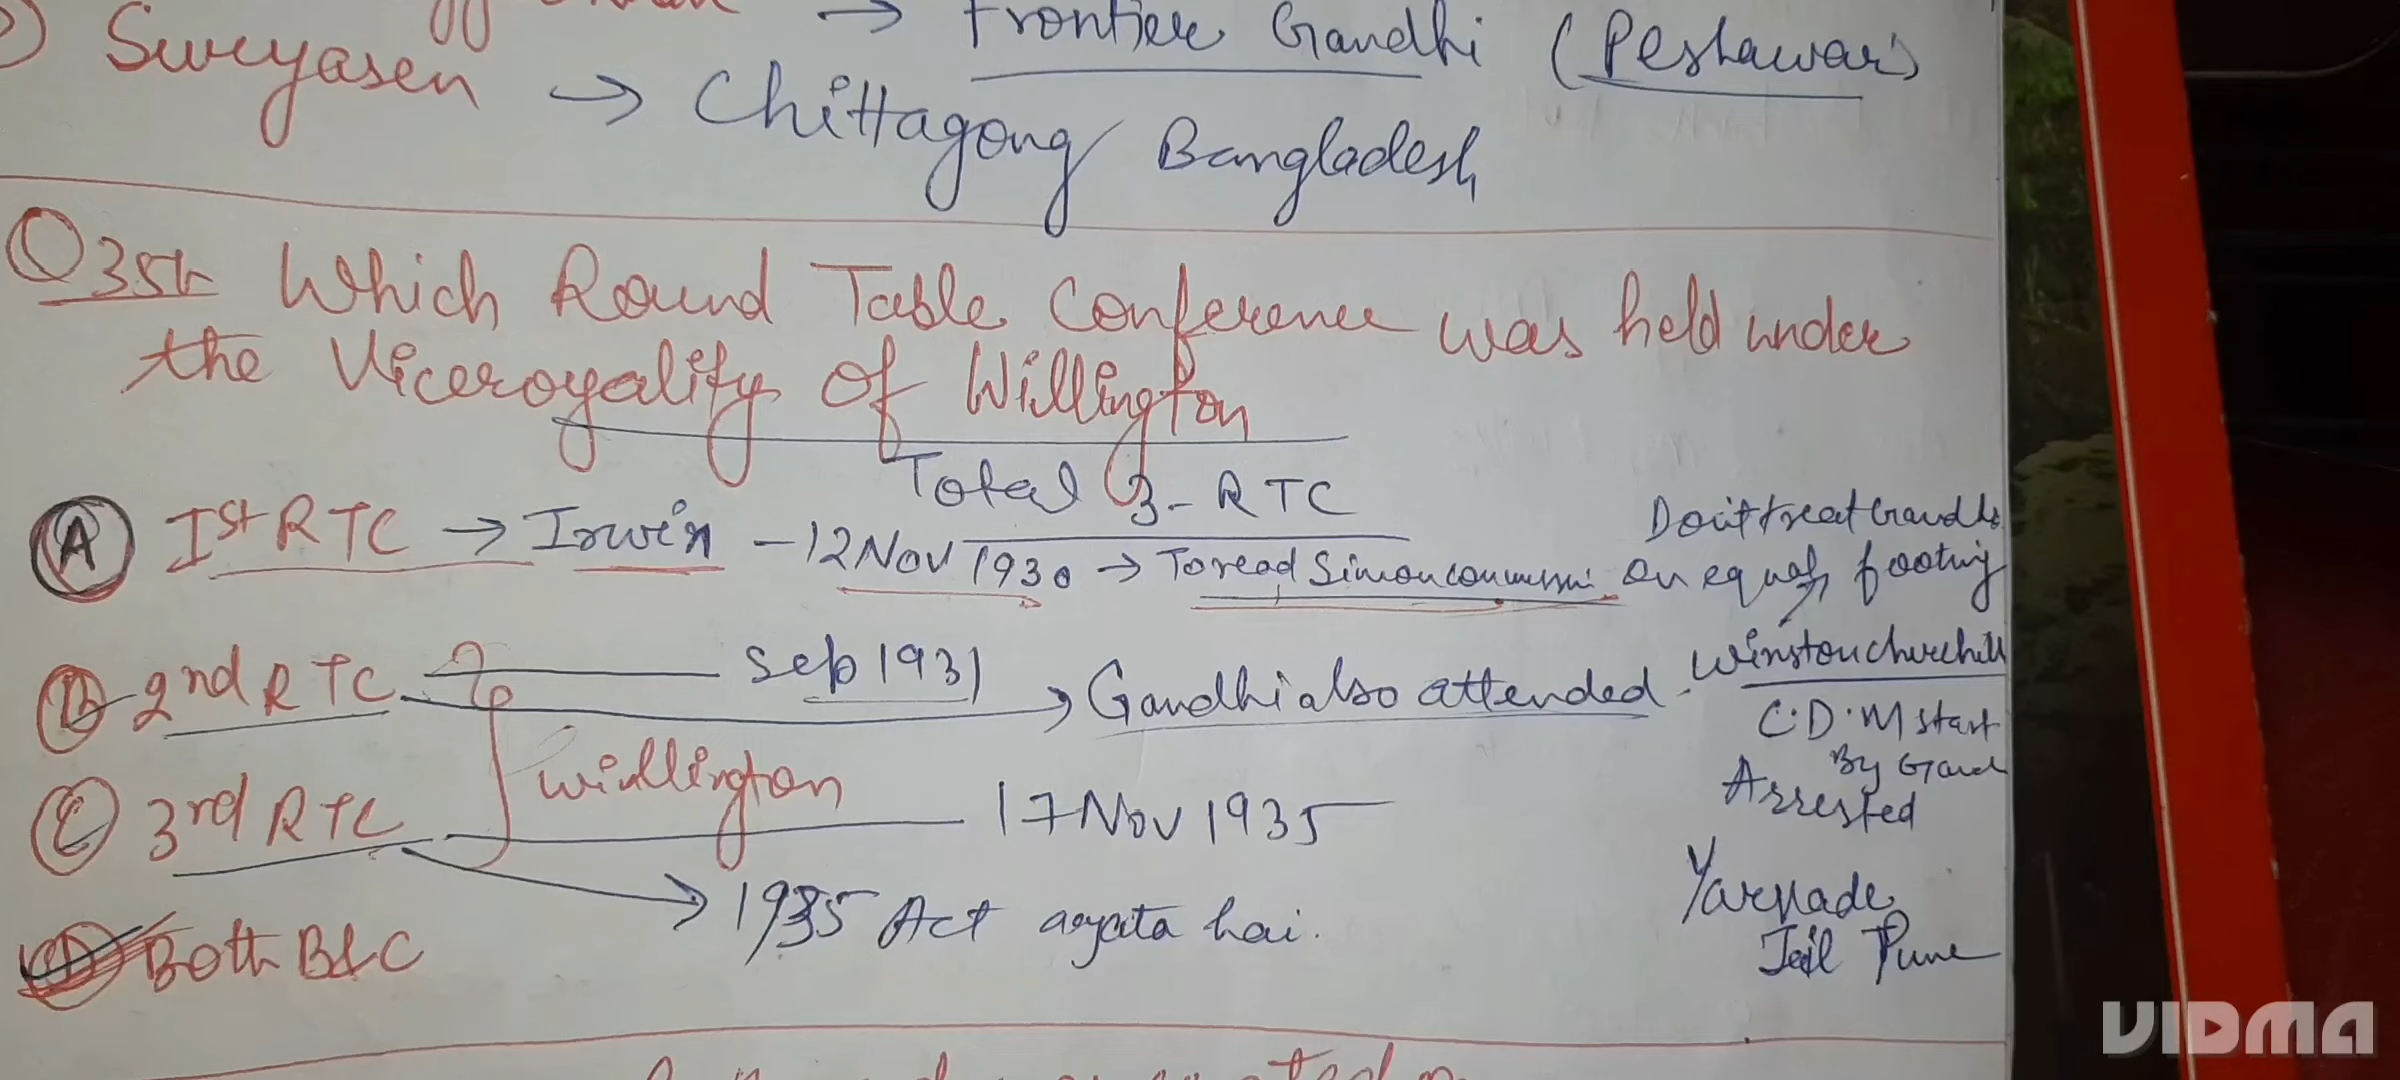 → Frontier Gandhi (Peshawar)
Suryasen → Chittagong Bangladesh
Q35th Which Round Table Conference was held under
the Viceroyality of Willington
Total 3- RTC
(A) Ist RTC → Irwin - 12 Nov 1930 → To read Simon commssn
Don't treat Gandhi
on equal footing
(B) 2nd RTC Sep 1931 → Gandhi also attended - Winston churchill
C.D.M start
By Gand
Arrested
(C) 3rd RTC Willington 17 Nov 1935
→ 1935 Act aayata hai.
Jail Pune
(D) Both B&C
VIDMA